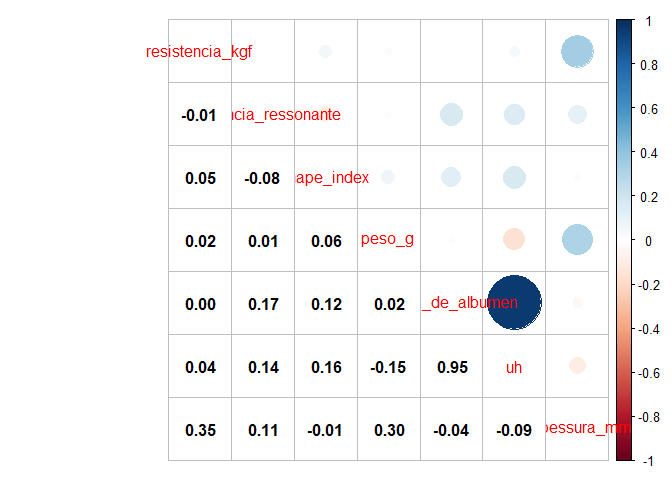 1
resistencia_kgf
0.8
-0.01 ncia_ressonante
0.6
0.05 -0.08 ape_index
0.4
0.2
0.02 0.01 0.06 peso_g
0
-0.2
0.00 0.17 0.12 0.02 _de_albumen
-0.4
0.04 0.14 0.16 -0.15 0.95 uh
-0.6
-0.8
0.35 0.11 -0.01 0.30 -0.04 -0.09 pessura_mm
-1